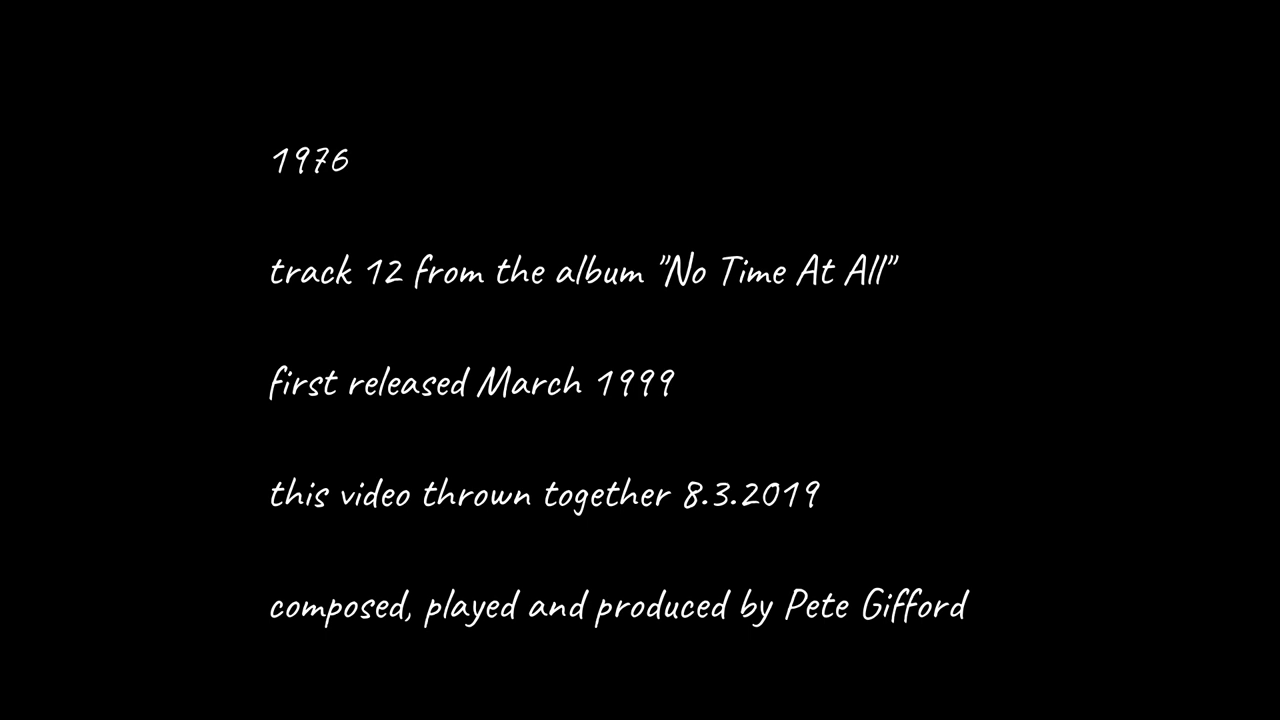 1976
track 12 from the album "No Time At All"
first released March 1999
this video thrown together 8.3.2019
composed, played and produced by Pete Gifford